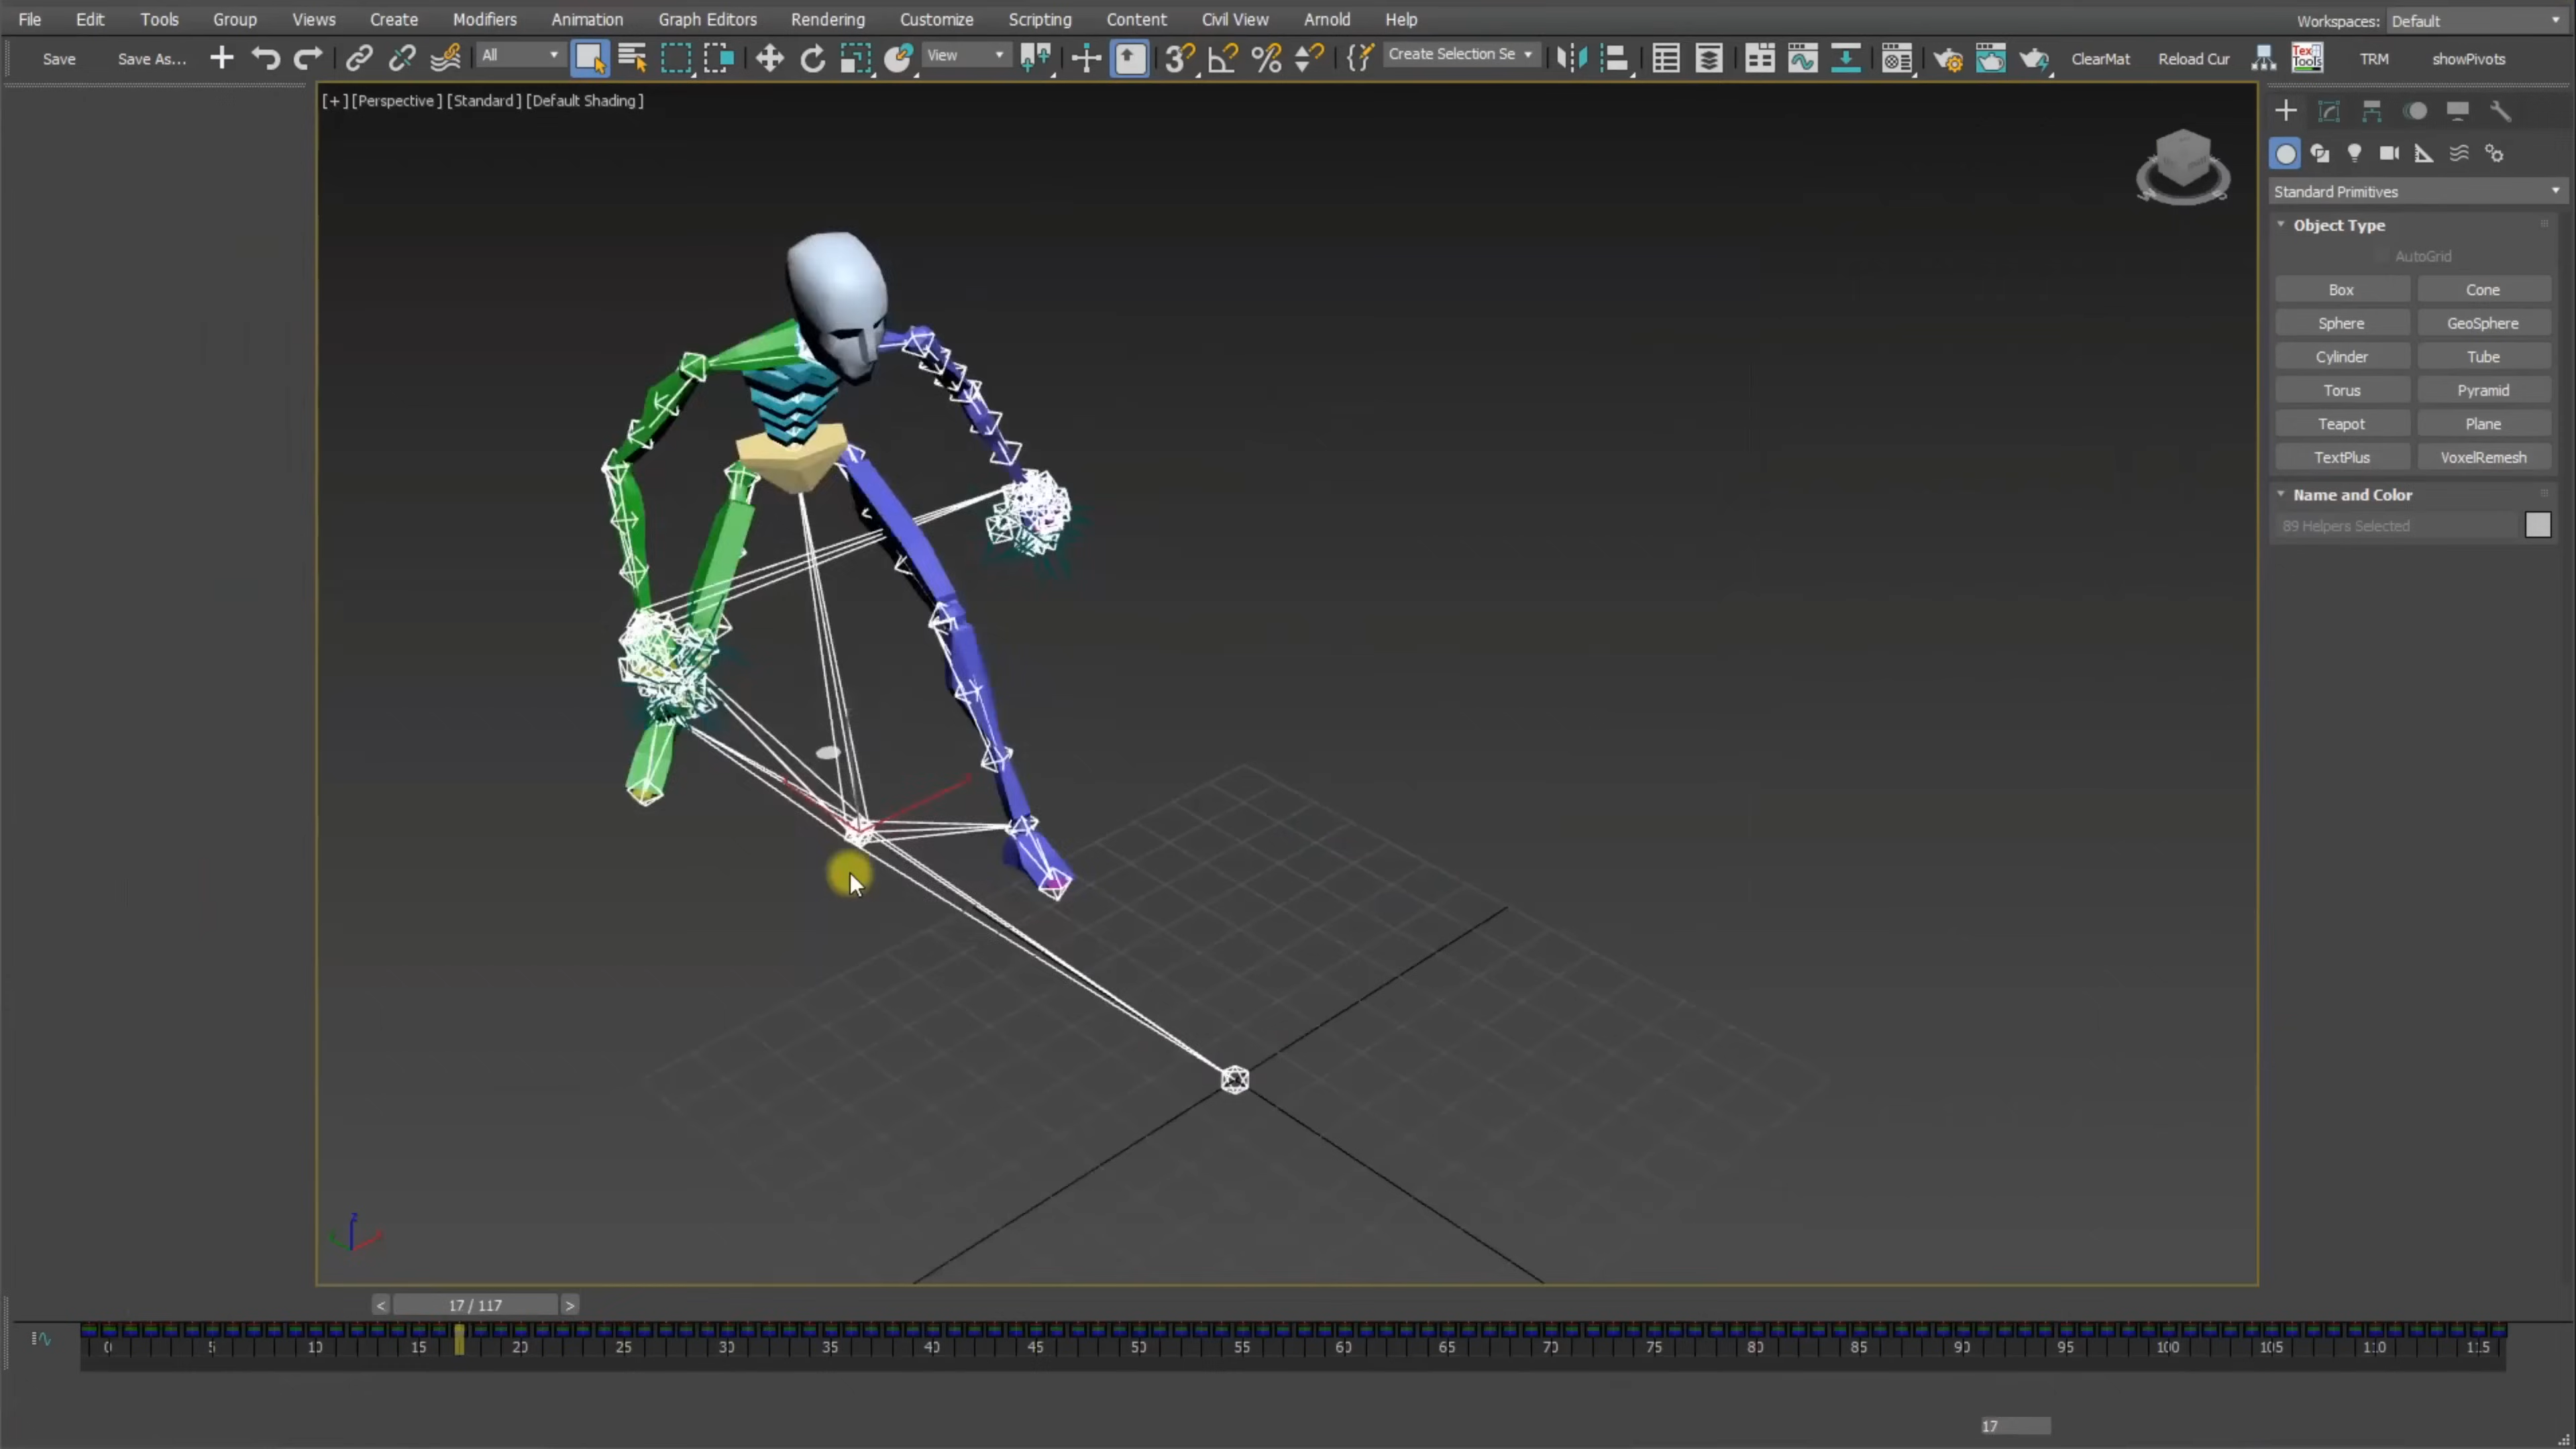 File Edit Tools Group Views Create Modifiers Animation Graph Editors Rendering Customize Scripting Content Civil View Arnold Help Workspaces: Default
Save Save As... All View Create Selection Se ClearMat Reload Cur Tex Tools TRM showPivots
[+] [Perspective] [Standard] [Default Shading]
Standard Primitives
Object Type
AutoGrid
Box Cone
Sphere GeoSphere
Cylinder Tube
Torus Pyramid
Teapot Plane
TextPlus VoxelRemesh
Name and Color
89 Helpers Selected
z
< 17 / 117 >
0 5 10 15 20 25 30 35 40 45 50 55 60 65 70 75 80 85 90 95 100 105 110 115
17